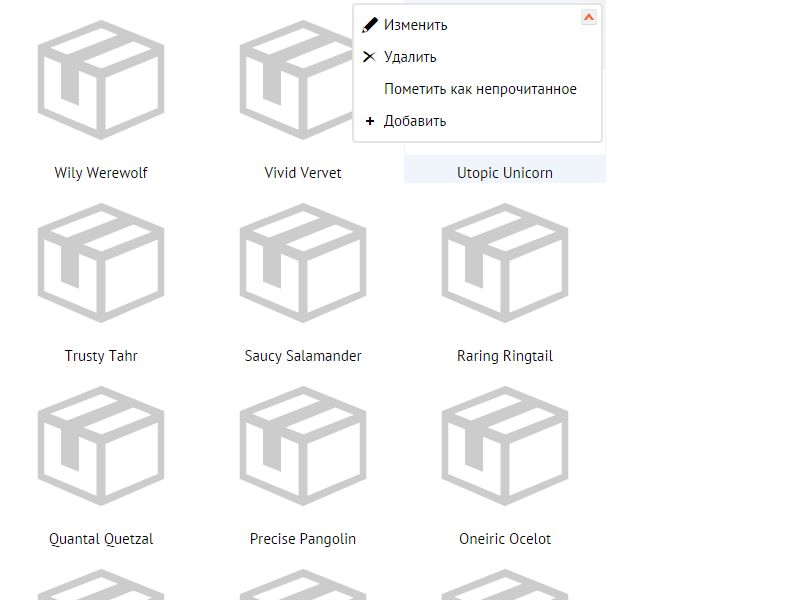 Изменить
Удалить
Пометить как непрочитанное
Добавить
Wily Werewolf
Vivid Vervet
Utopic Unicorn
Trusty Tahr
Saucy Salamander
Raring Ringtail
Quantal Quetzal
Precise Pangolin
Oneiric Ocelot